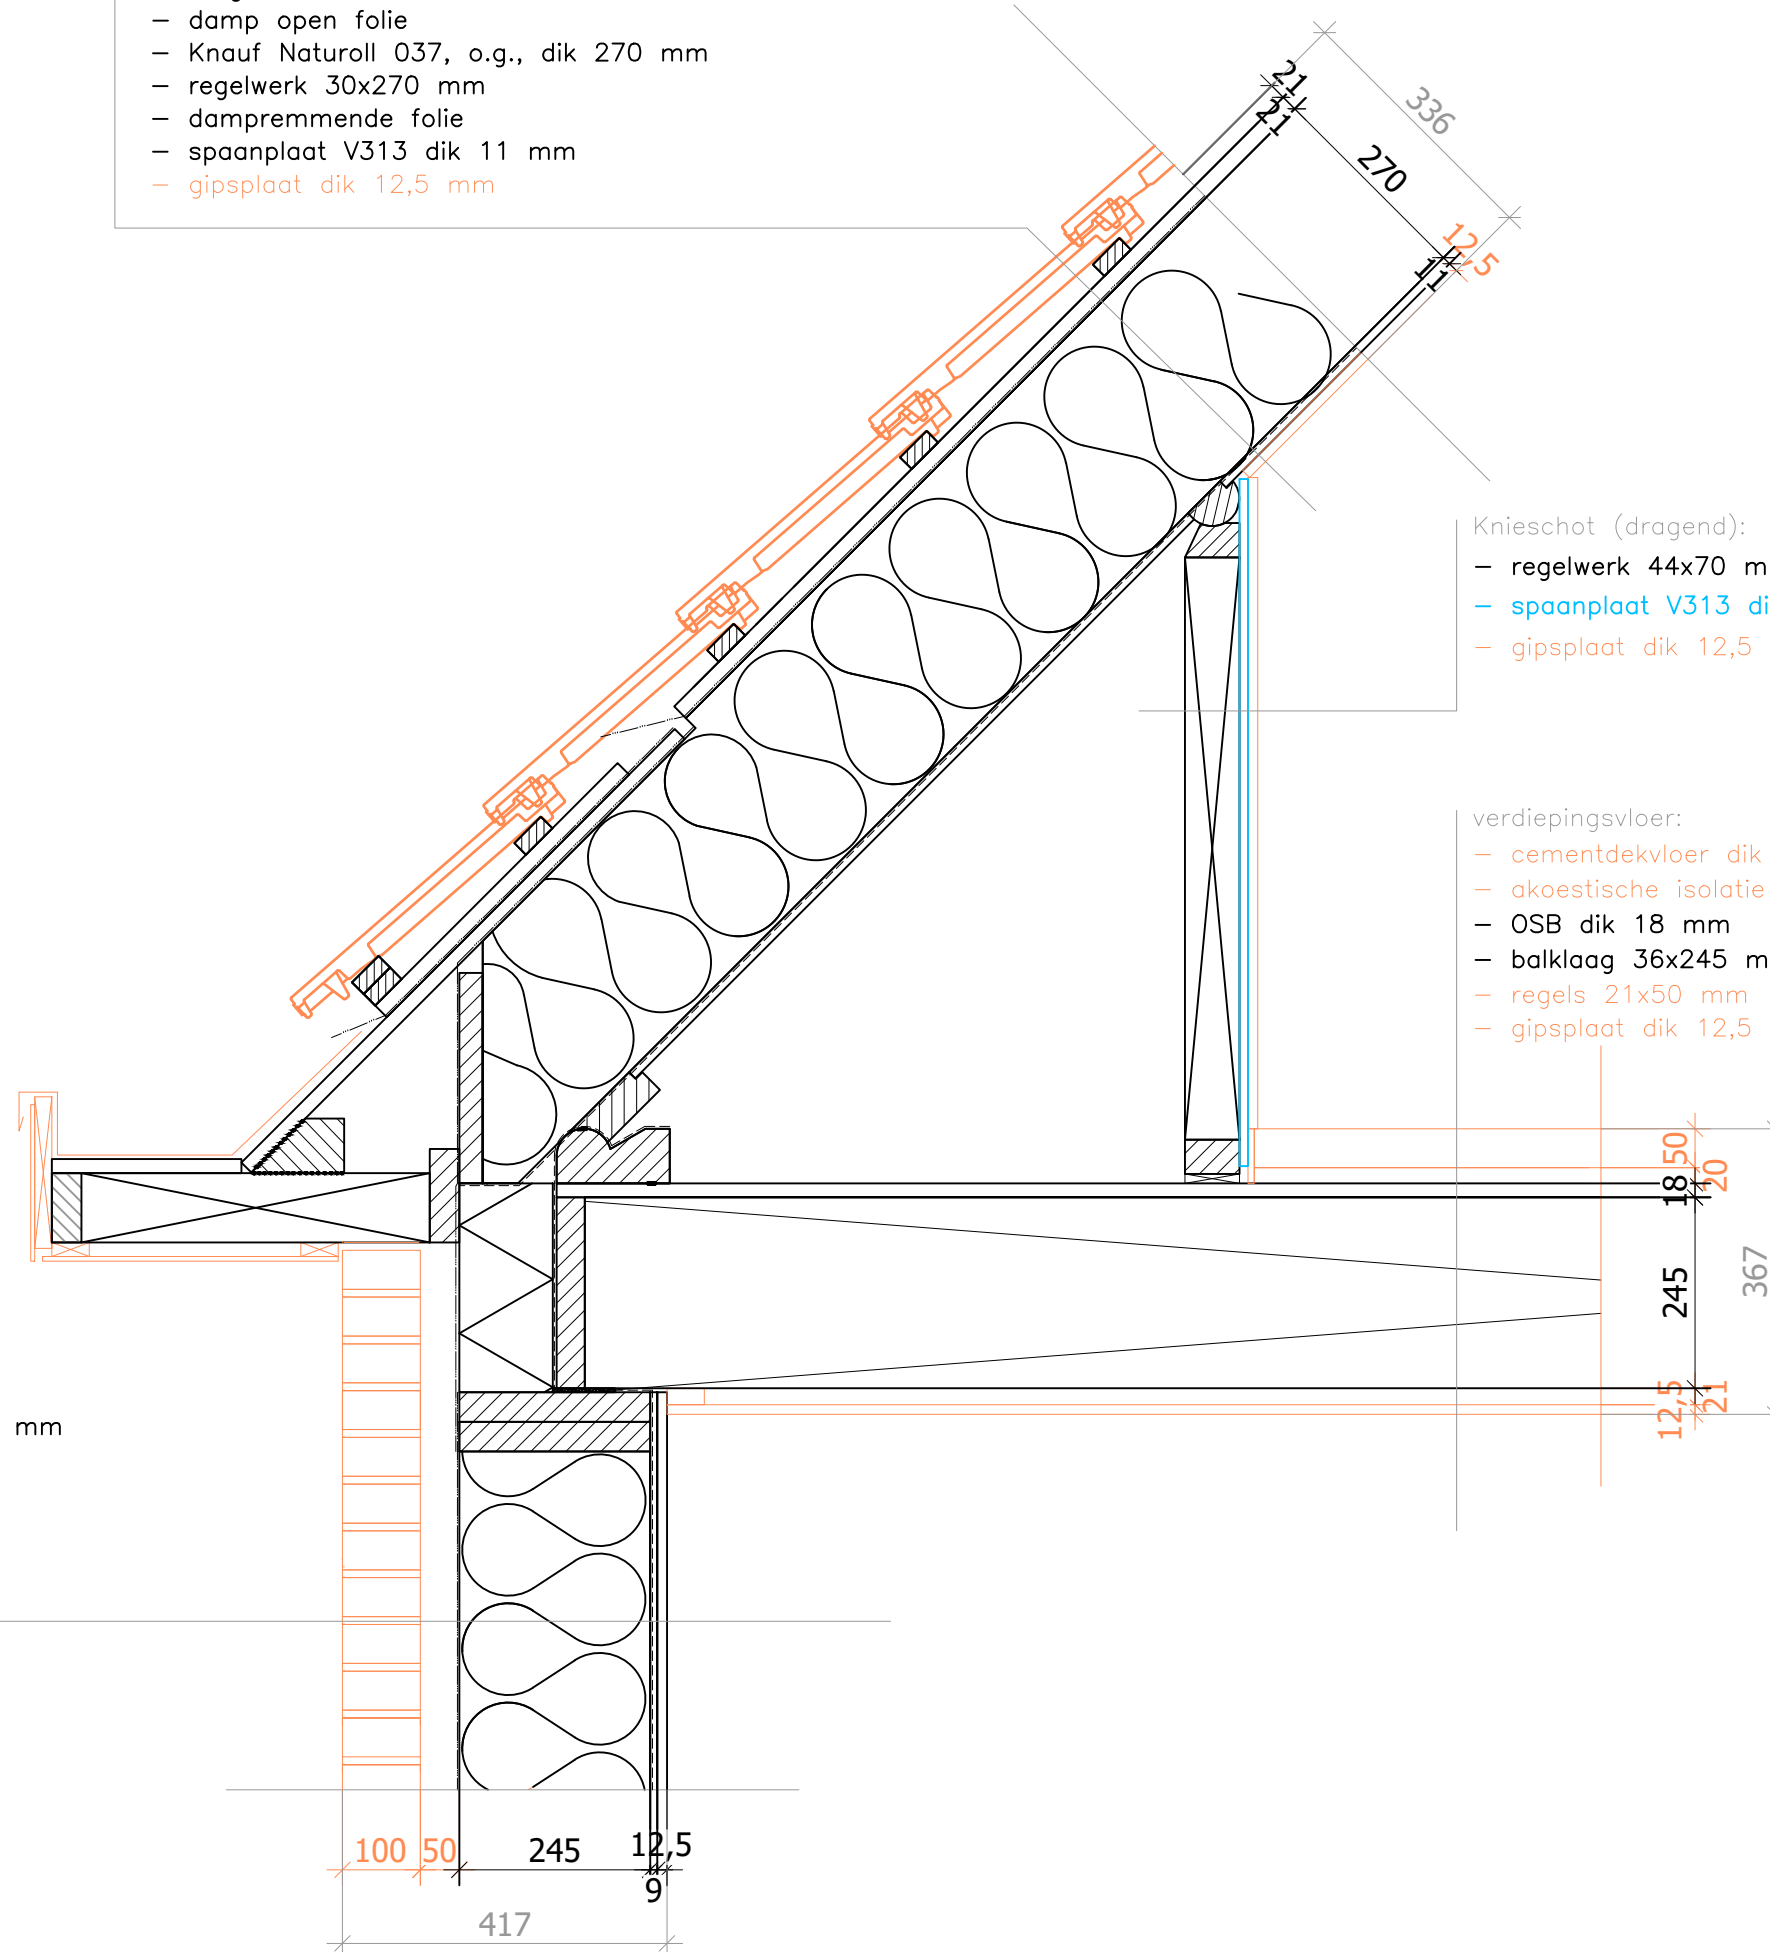 – damp open folie
– Knauf Naturoll 037, o.g., dik 270 mm
– regelwerk 30x270 mm
– dampremmende folie
– spaanplaat V313 dik 11 mm
– gipsplaat dik 12,5 mm
21
21
336
270
12,5
11
Knieschot (dragend):
– regelwerk 44x70 m
– spaanplaat V313 di
– gipsplaat dik 12,5
verdiepingsvloer:
– cementdekvloer dik
– akoestische isolatie
– OSB dik 18 mm
– balklaag 36x245 m
– regels 21x50 mm
– gipsplaat dik 12,5
50
20
18
245
367
12,5
21
mm
100
50
245
12,5
9
417